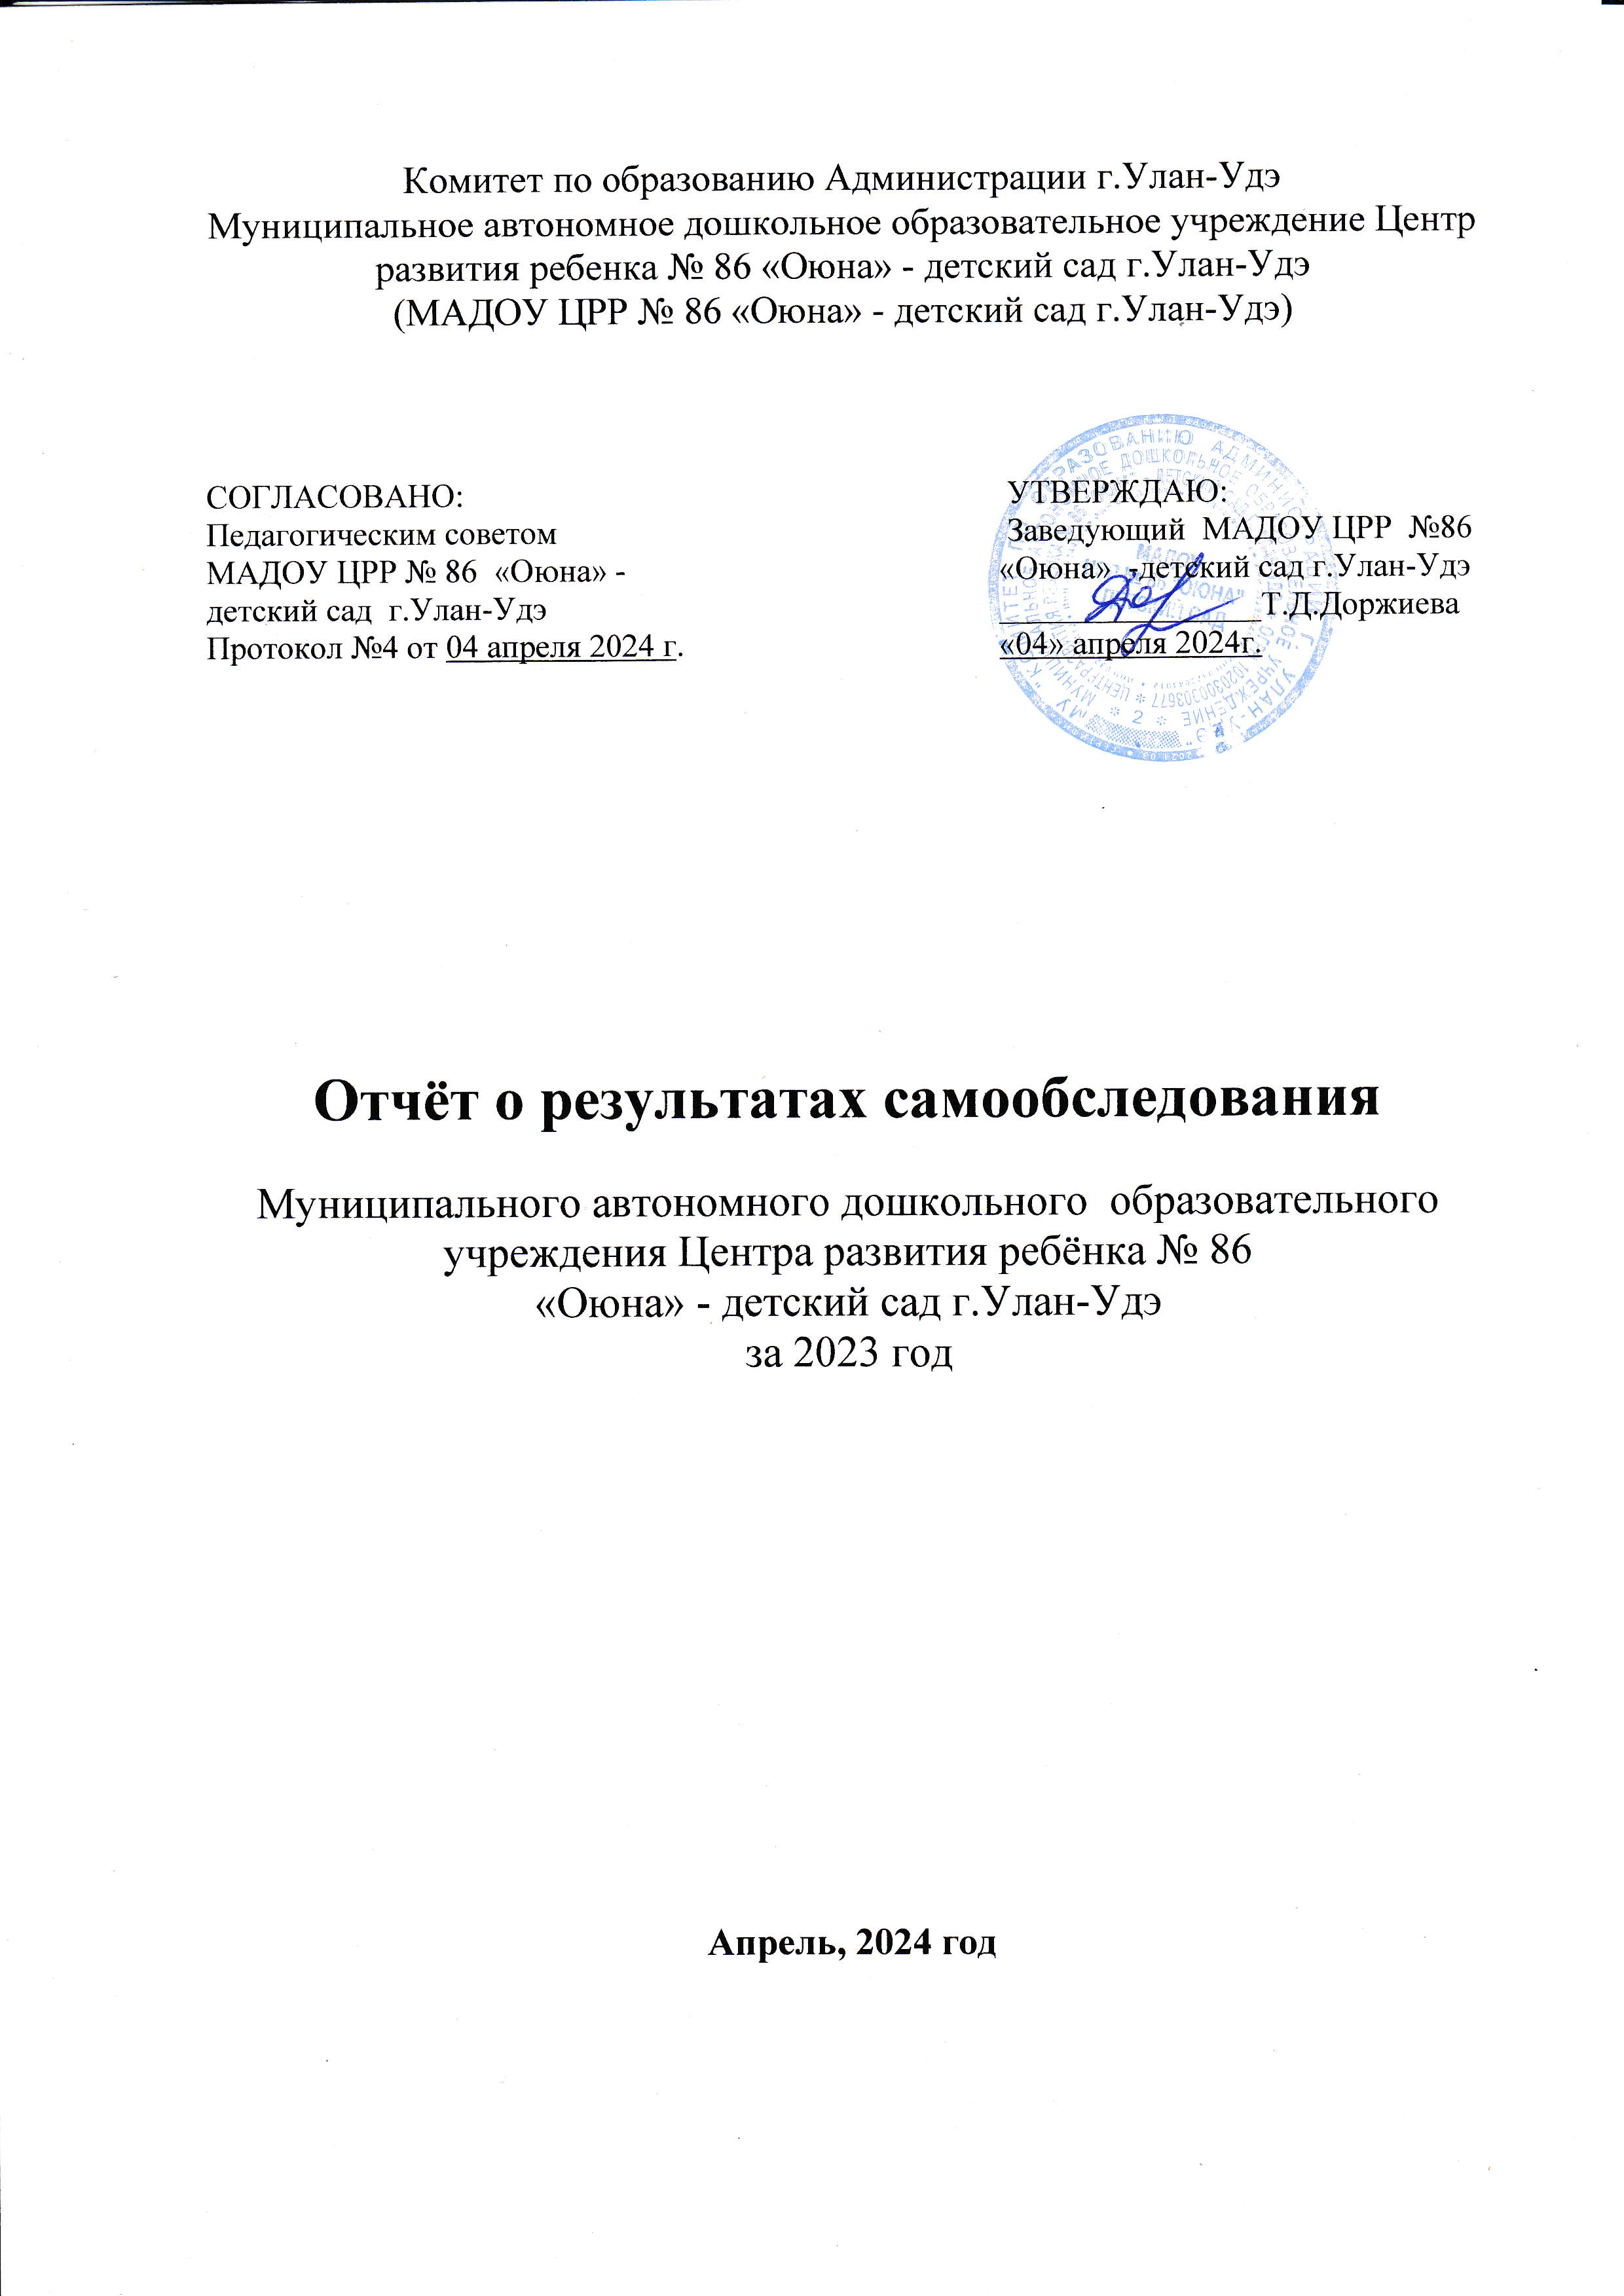 Комитет по образованию Администрации г.Улан-Удэ
Муниципальное автономное дошкольное образовательное учреждение Центр
развития ребенка № 86 «Оюна» - детский сад г.Улан-Удэ
(МАДОУ ЦРР № 86 «Оюна» - детский сад г.Улан-Удэ)
СОГЛАСОВАНО:
Педагогическим советом
МАДОУ ЦРР № 86 «Оюна» -
детский сад г.Улан-Удэ
Протокол №4 от 04 апреля 2024 г.
УТВЕРЖДАЮ:
Заведующий МАДОУ ЦРР №86
«Оюна» -детский сад г.Улан-Удэ
Т.Д.Доржиева
«04» апреля 2024г.
Отчёт о результатах самообследования
Муниципального автономного дошкольного образовательного
учреждения Центра развития ребёнка № 86
«Оюна» - детский сад г.Улан-Удэ
за 2023 год
Апрель, 2024 год